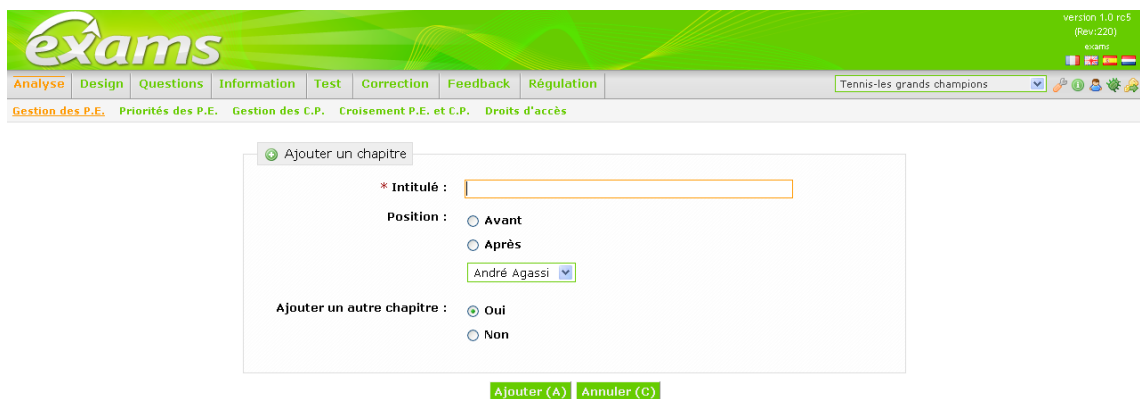 version 1.0 rc5
(Rev:220)
exams
exams
Analyse Design Questions Information Test Correction Feedback Régulation Tennis-les grands champions
Gestion des P.E. Priorités des P.E. Gestion des C.P. Croisement P.E. et C.P. Droits d'accès
Ajouter un chapitre
* Intitulé :
Position :
Avant
Après
André Agassi
Ajouter un autre chapitre :
Oui
Non
Ajouter (A) Annuler (C)